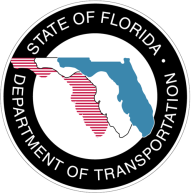 STATE OF FLORIDA •
DEPARTMENT OF TRANSPORTATION